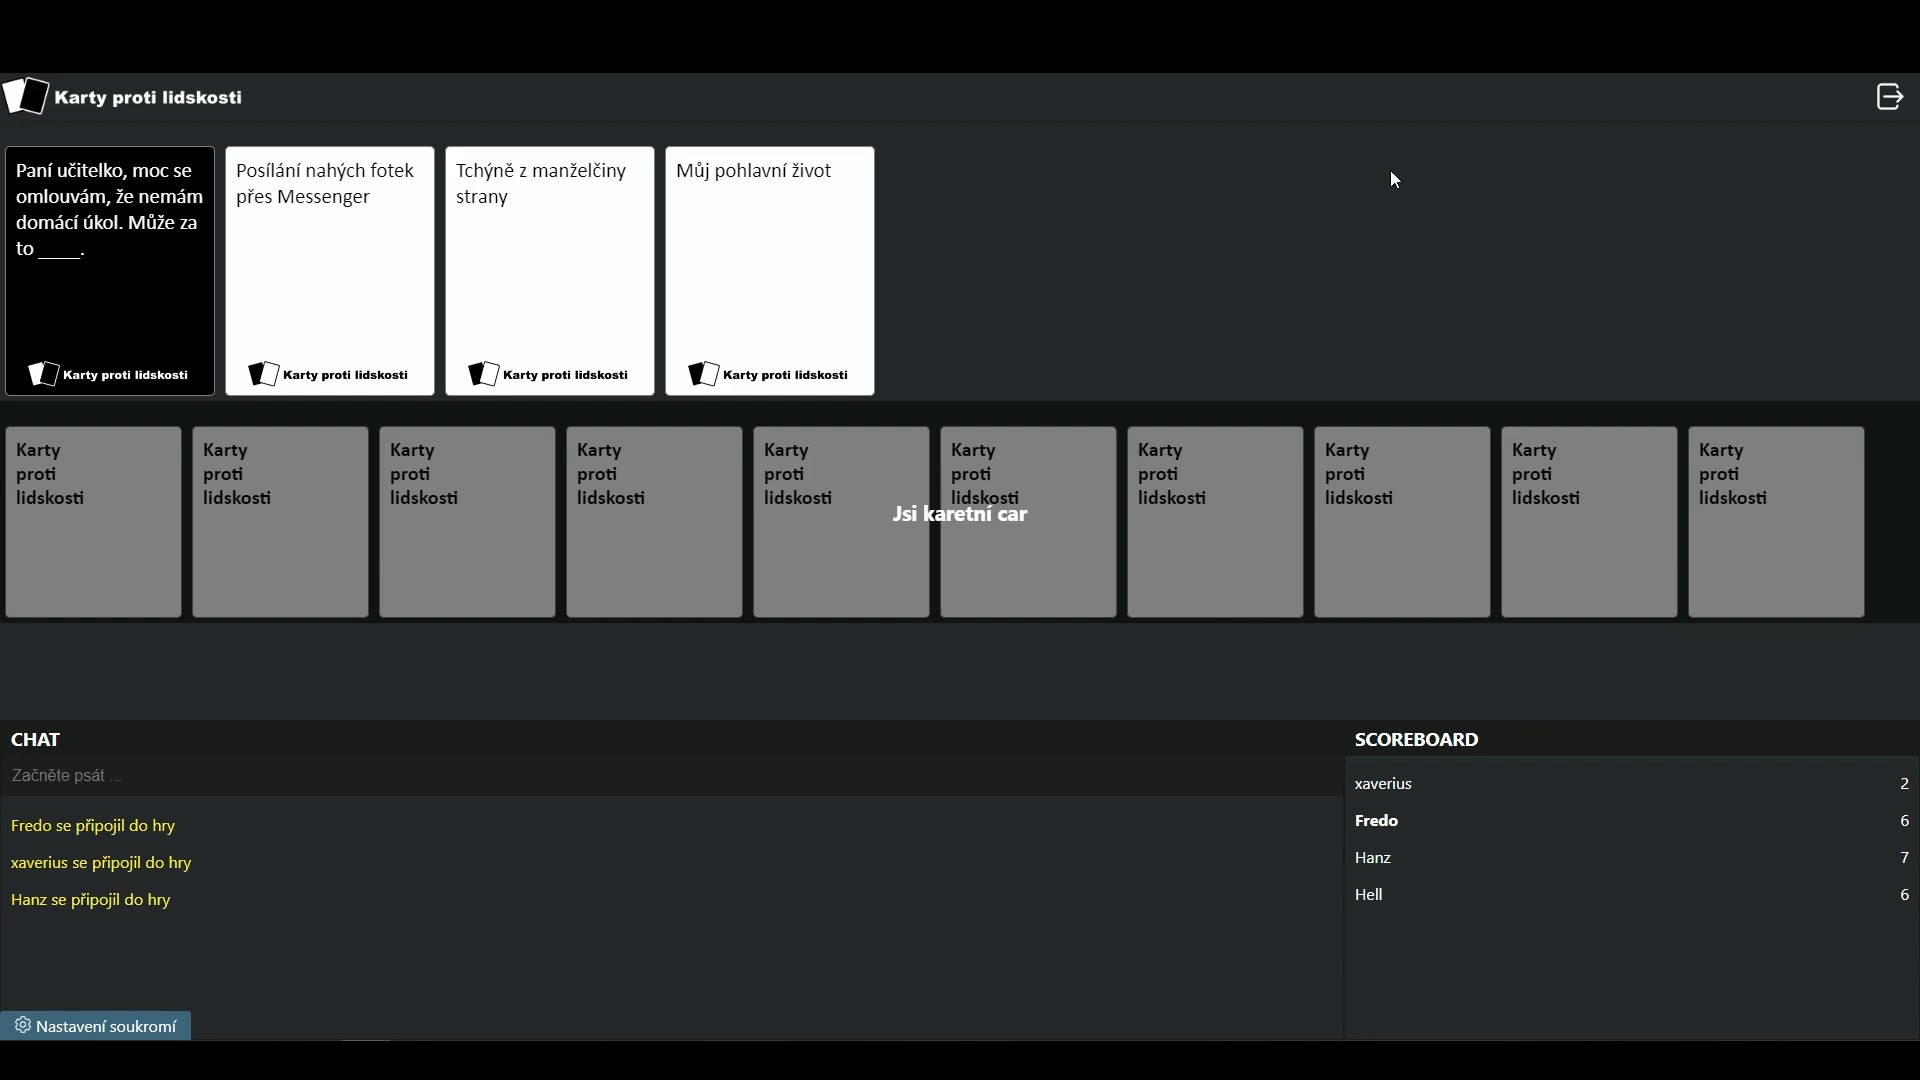 Karty proti lidskosti
Paní učitelko, moc se
omlouvám, že nemám
domácí úkol. Může za
to _____.
Karty proti lidskosti
Posílání nahých fotek
přes Messenger
Karty proti lidskosti
Tchýně z manželčiny
strany
Karty proti lidskosti
Můj pohlavní život
Karty proti lidskosti
Karty
proti
lidskosti
Karty
proti
lidskosti
Karty
proti
lidskosti
Karty
proti
lidskosti
Karty
proti
lidskosti
Karty
proti
lidskosti
Karty
proti
lidskosti
Karty
proti
lidskosti
Karty
proti
lidskosti
Karty
proti
lidskosti
Jsi karetní car
CHAT
Začněte psát ...
Fredo se připojil do hry
xaverius se připojil do hry
Hanz se připojil do hry
Nastavení soukromí
SCOREBOARD
xaverius 2
Fredo 6
Hanz 7
Hell 6